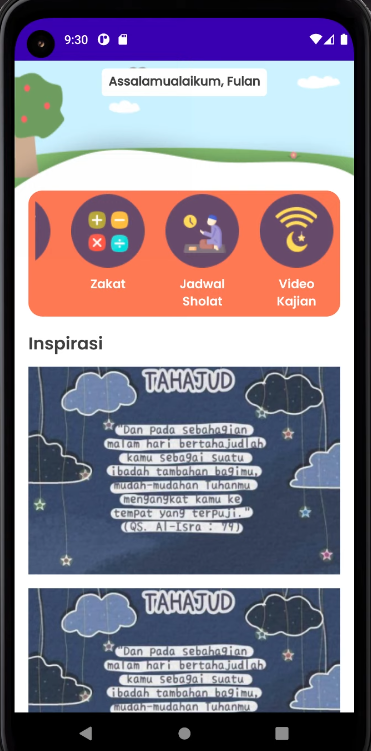 9:30
Assalamualaikum, Fulan
Zakat
Jadwal
Sholat
Video
Kajian
Inspirasi
TAHAJUD
"Dan pada sebahagian
malam hari bertahajudlah
kamu sebagai suatu
ibadah tambahan bagimu,
mudah-mudahan Tuhanmu
mengangkat kamu ke
tempat yang terpuji."
(QS. Al-Isra : 79)
TAHAJUD
"Dan pada sebahagian
malam hari bertahajudlah
kamu sebagai suatu
ibadah tambahan bagimu,
mudah-mudahan Tuhanmu